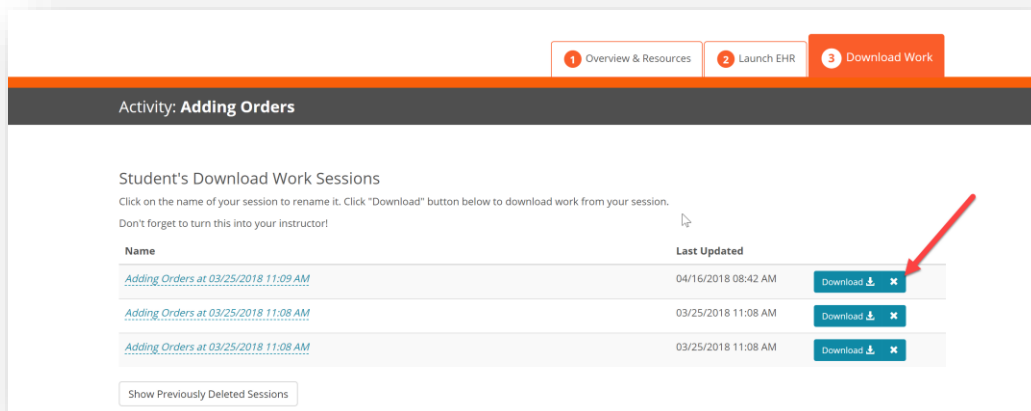 1 Overview & Resources 2 Launch EHR 3 Download Work
Activity: Adding Orders
Student's Download Work Sessions
Click on the name of your session to rename it. Click "Download" button below to download work from your session.
Don't forget to turn this into your instructor!
Name Last Updated
Adding Orders at 03/25/2018 11:09 AM 04/16/2018 08:42 AM Download
Adding Orders at 03/25/2018 11:08 AM 03/25/2018 11:08 AM Download
Adding Orders at 03/25/2018 11:08 AM 03/25/2018 11:08 AM Download
Show Previously Deleted Sessions